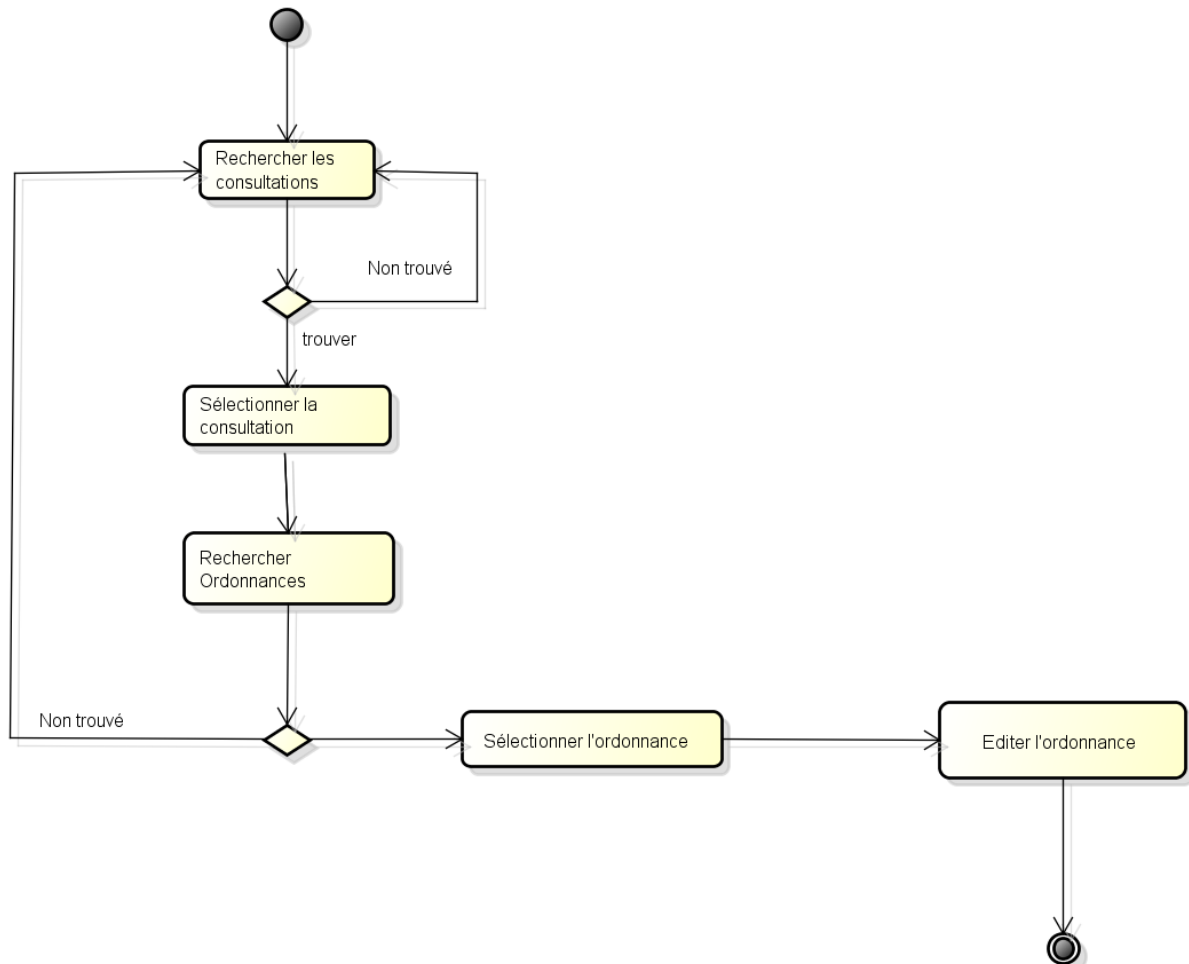 Rechercher les
consultations
Non trouvé
trouver
Sélectionner la
consultation
Rechercher
Ordonnances
Non trouvé
Sélectionner l'ordonnance
Editer l'ordonnance